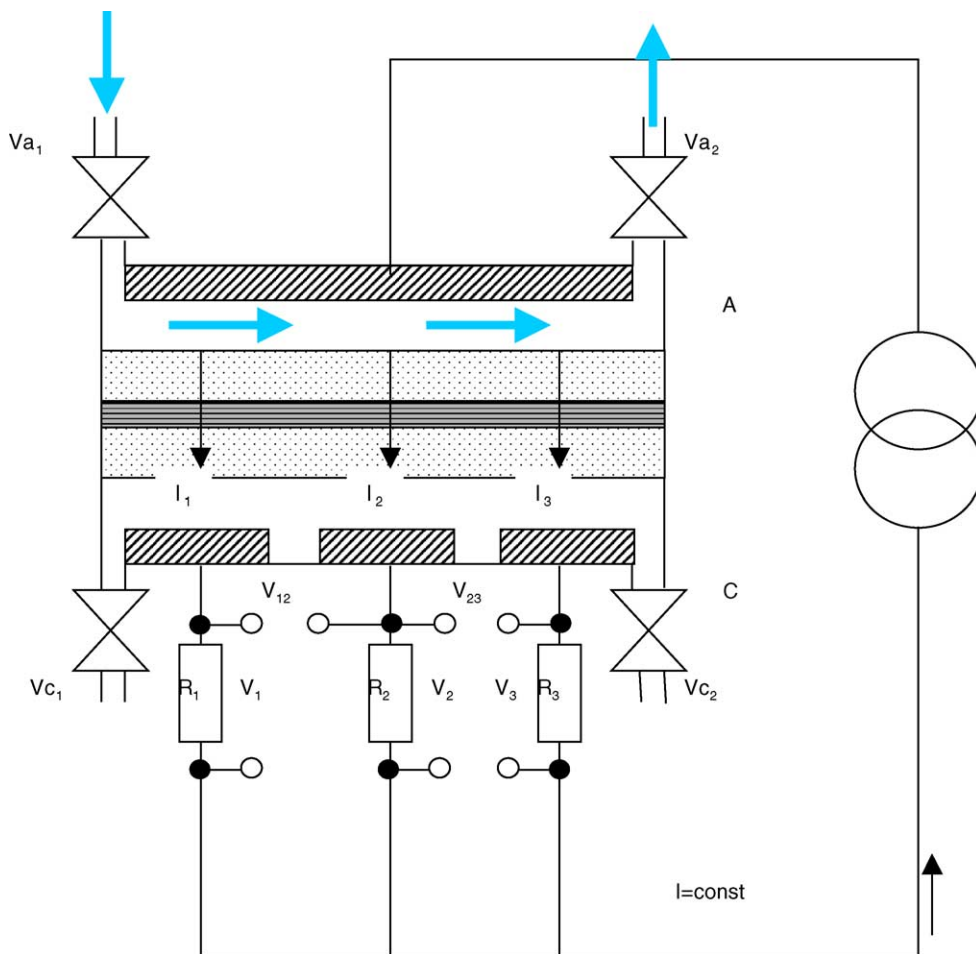 Va₁
Va₂
A
I₁
I₂
I₃
V₁₂
V₂₃
C
Vc₁
R₁
V₁
R₂
V₂
V₃
R₃
Vc₂
I=const